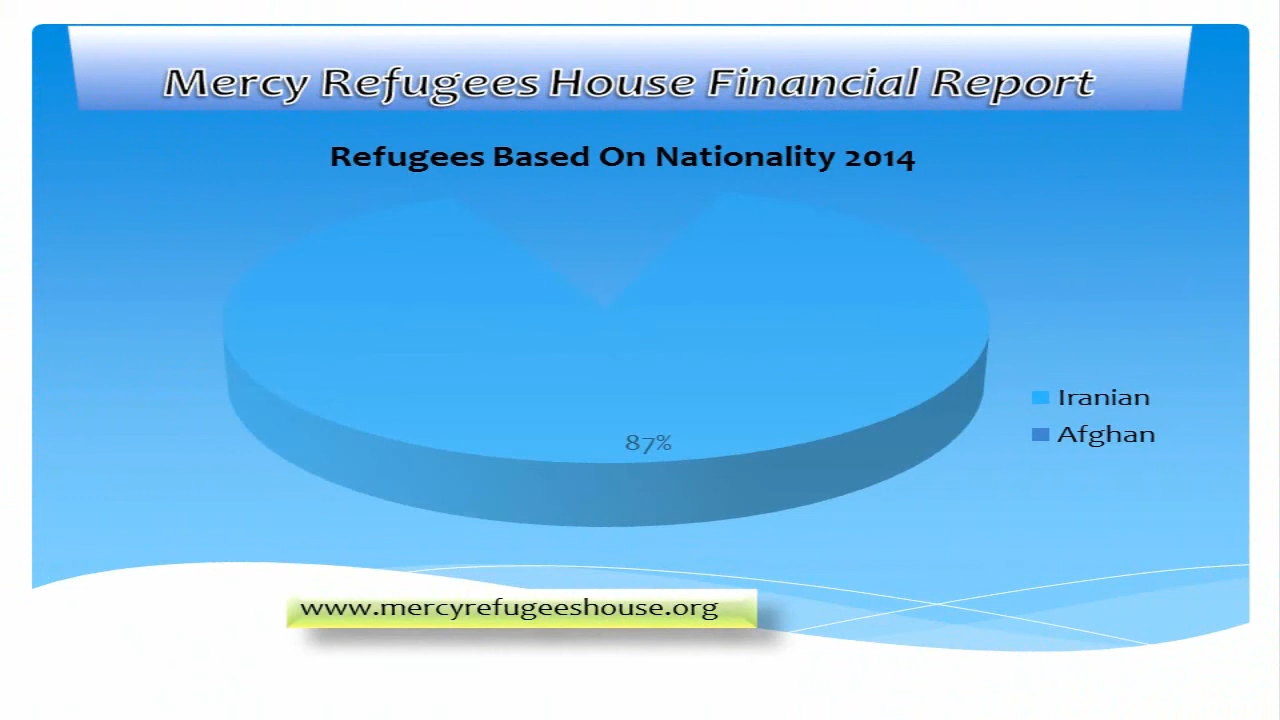 Mercy Refugees House Financial Report
Refugees Based On Nationality 2014
87%
Iranian
Afghan
www.mercyrefugeeshouse.org